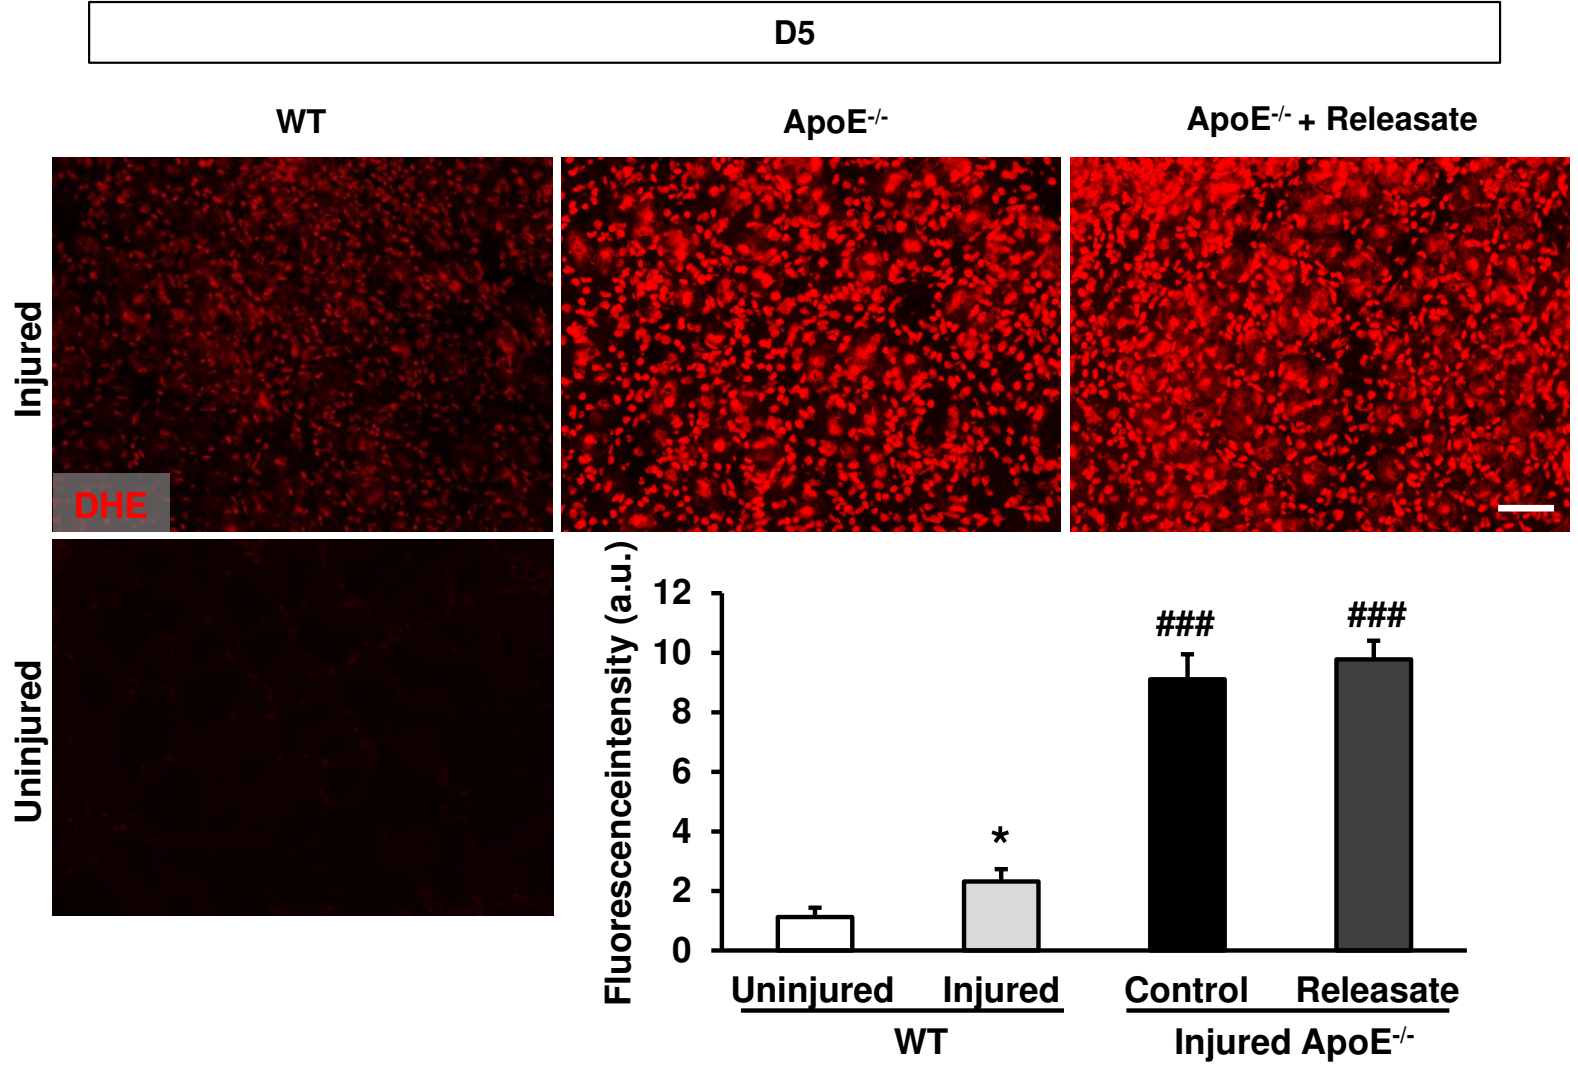 D5
WT
ApoE-/-
ApoE-/- + Releasate
Injured
DHE
Uninjured
Fluorescenceintensity (a.u.)
12
10
8
6
4
2
0
*
###
###
Uninjured
Injured
Control
Releasate
WT
Injured ApoE-/-